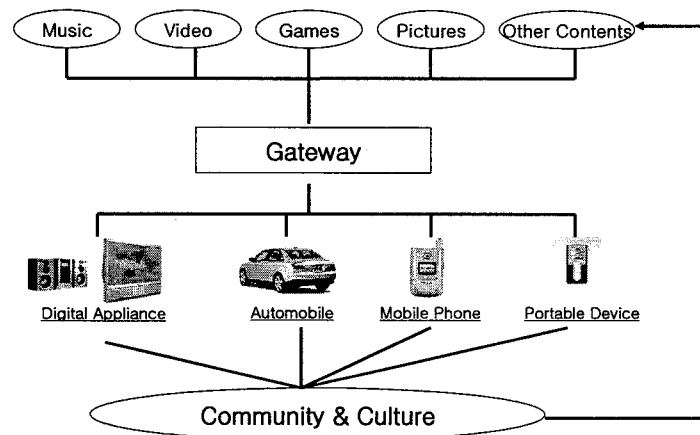 Music Video Games Pictures Other Contents
Gateway
Digital Appliance Automobile Mobile Phone Portable Device
Community & Culture